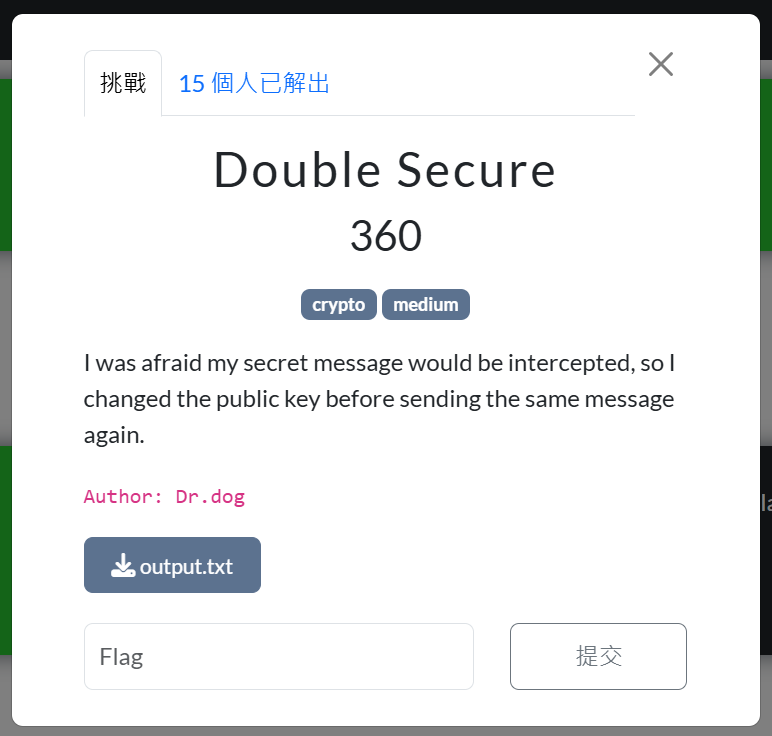 挑戰
15 個人已解出
Double Secure
360
crypto
medium
I was afraid my secret message would be intercepted, so I
changed the public key before sending the same message
again.
Author: Dr.dog
output.txt
Flag
提交